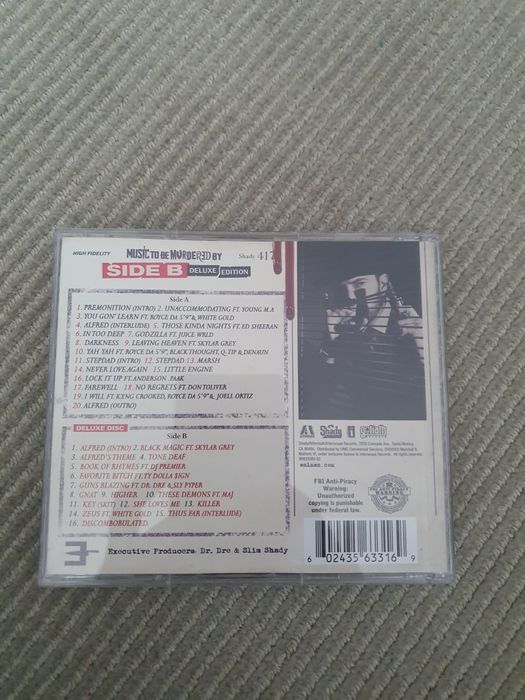 HIGH FIDELITY
MUSIC TO BE MURDERED BY
Shady 417
SIDE B DELUXE EDITION
Side A
1. PREMONITION (INTRO) 2. UNACCOMMODATING FT. YOUNG M.A
3. YOU GON' LEARN FT. ROYCE DA 5'9" & WHITE GOLD
4. ALFRED (INTERLUDE) 5. THOSE KINDA NIGHTS FT. ED SHEERAN
6. IN TOO DEEP 7. GODZILLA FT. JUICE WRLD
8. DARKNESS 9. LEAVING HEAVEN FT. SKYLAR GREY
10. YAH YAH FT. ROYCE DA 5'9", BLACK THOUGHT, Q-TIP & DENAUN
11. STEPDAD (INTRO) 12. STEPDAD 13. MARSH
14. NEVER LOVE AGAIN 15. LITTLE ENGINE
16. LOCK IT UP FT. ANDERSON .PAAK
17. FAREWELL 18. NO REGRETS FT. DON TOLIVER
19. I WILL FT. KXNG CROOKED, ROYCE DA 5'9" & JOELL ORTIZ
20. ALFRED (OUTRO)
DELUXE DISC
Side B
1. ALFRED (INTRO) 2. BLACK MAGIC FT. SKYLAR GREY
3. ALFRED'S THEME 4. TONE DEAF
5. BOOK OF RHYMES FT. DJ PREMIER
6. FAVORITE BITCH FT. TY DOLLA $IGN
7. GUNS BLAZING FT. DR. DRE & SLY PYPER
8. GNAT 9. HIGHER 10. THESE DEMONS FT. MAJ
11. KEY (SKIT) 12. SHE LOVES ME 13. KILLER
14. ZEUS FT. WHITE GOLD 15. THUS FAR (INTERLUDE)
16. DISCOMBOBULATED
Executive Producers: Dr. Dre & Slim Shady
Shady
eminem.com
FBI Anti-Piracy
Warning:
Unauthorized
copying is punishable
under federal law.
6 02435 63316 9